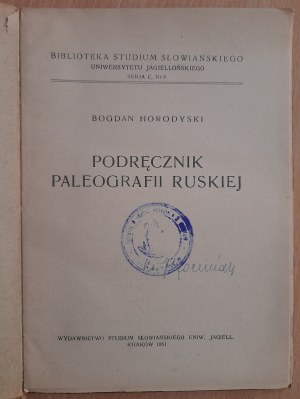 BIBLIOTEKA STUDIUM SŁOWIAŃSKIEGO
UNIWERSYTETU JAGIELLOŃSKIEGO
SERIA C, Nr 6
BOGDAN HORODYSKI
PODRĘCZNIK
PALEOGRAFII RUSKIEJ
WYDAWNICTWO STUDIUM SŁOWIAŃSKIEGO UNIW. JAGIELL.
KRAKÓW 1951